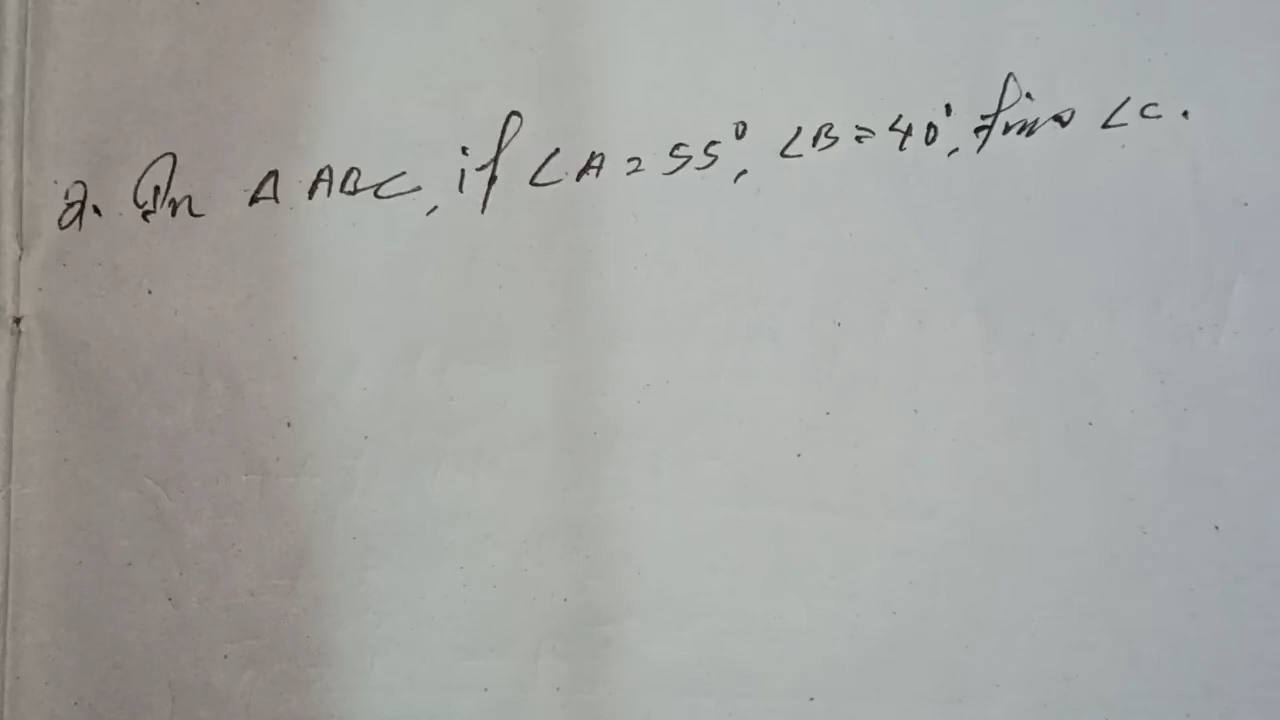 2. In Δ ABC, if ∠A = 55°, ∠B = 40°, find ∠C.